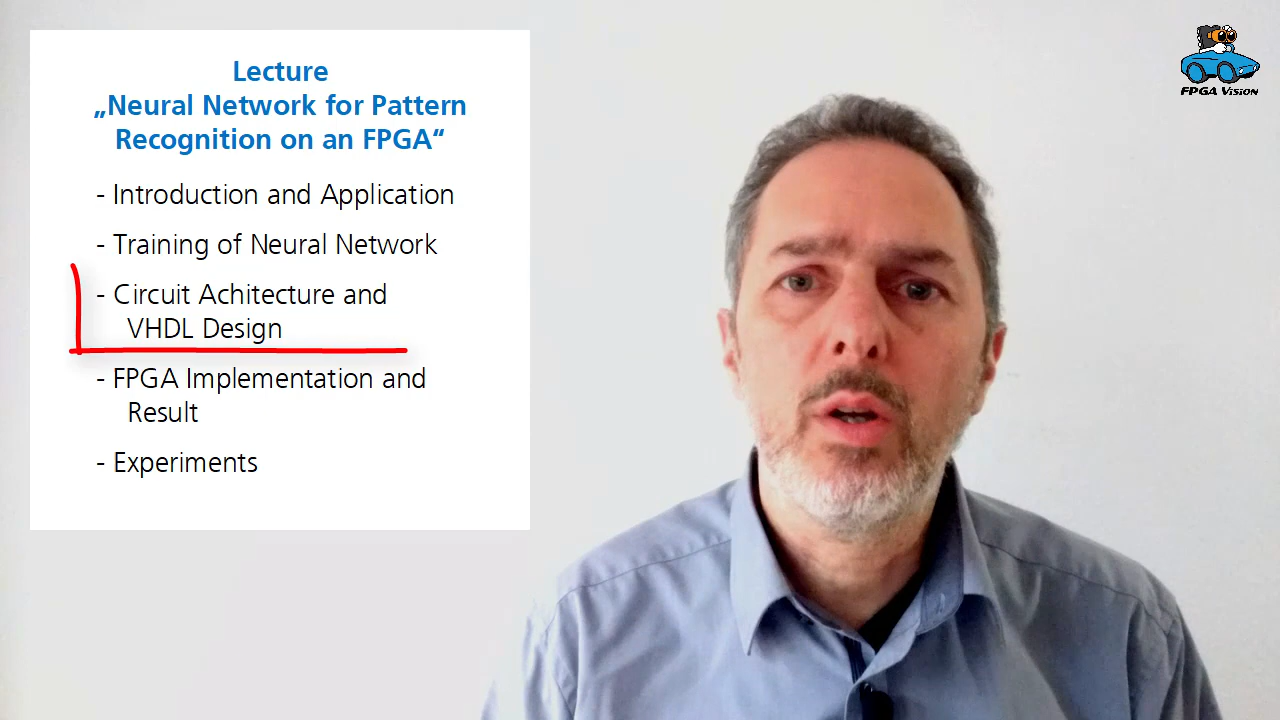 Lecture
„Neural Network for Pattern
Recognition on an FPGA“
- Introduction and Application
- Training of Neural Network
- Circuit Achitecture and
VHDL Design
- FPGA Implementation and
Result
- Experiments
FPGA Vision